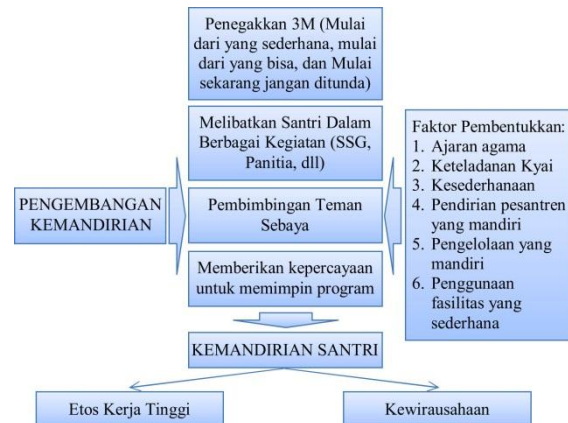 Penegakkan 3M (Mulai
dari yang sederhana, mulai
dari yang bisa, dan Mulai
sekarang jangan ditunda)
Melibatkan Santri Dalam
Berbagai Kegiatan (SSG,
Panitia, dll)
PENGEMBANGAN
KEMANDIRIAN
Pembimbingan Teman
Sebaya
Memberikan kepercayaan
untuk memimpin program
Faktor Pembentukkan:
1. Ajaran agama
2. Keteladanan Kyai
3. Kesederhanaan
4. Pendirian pesantren
yang mandiri
5. Pengelolaan yang
mandiri
6. Penggunaan
fasilitas yang
sederhana
KEMANDIRIAN SANTRI
Etos Kerja Tinggi
Kewirausahaan